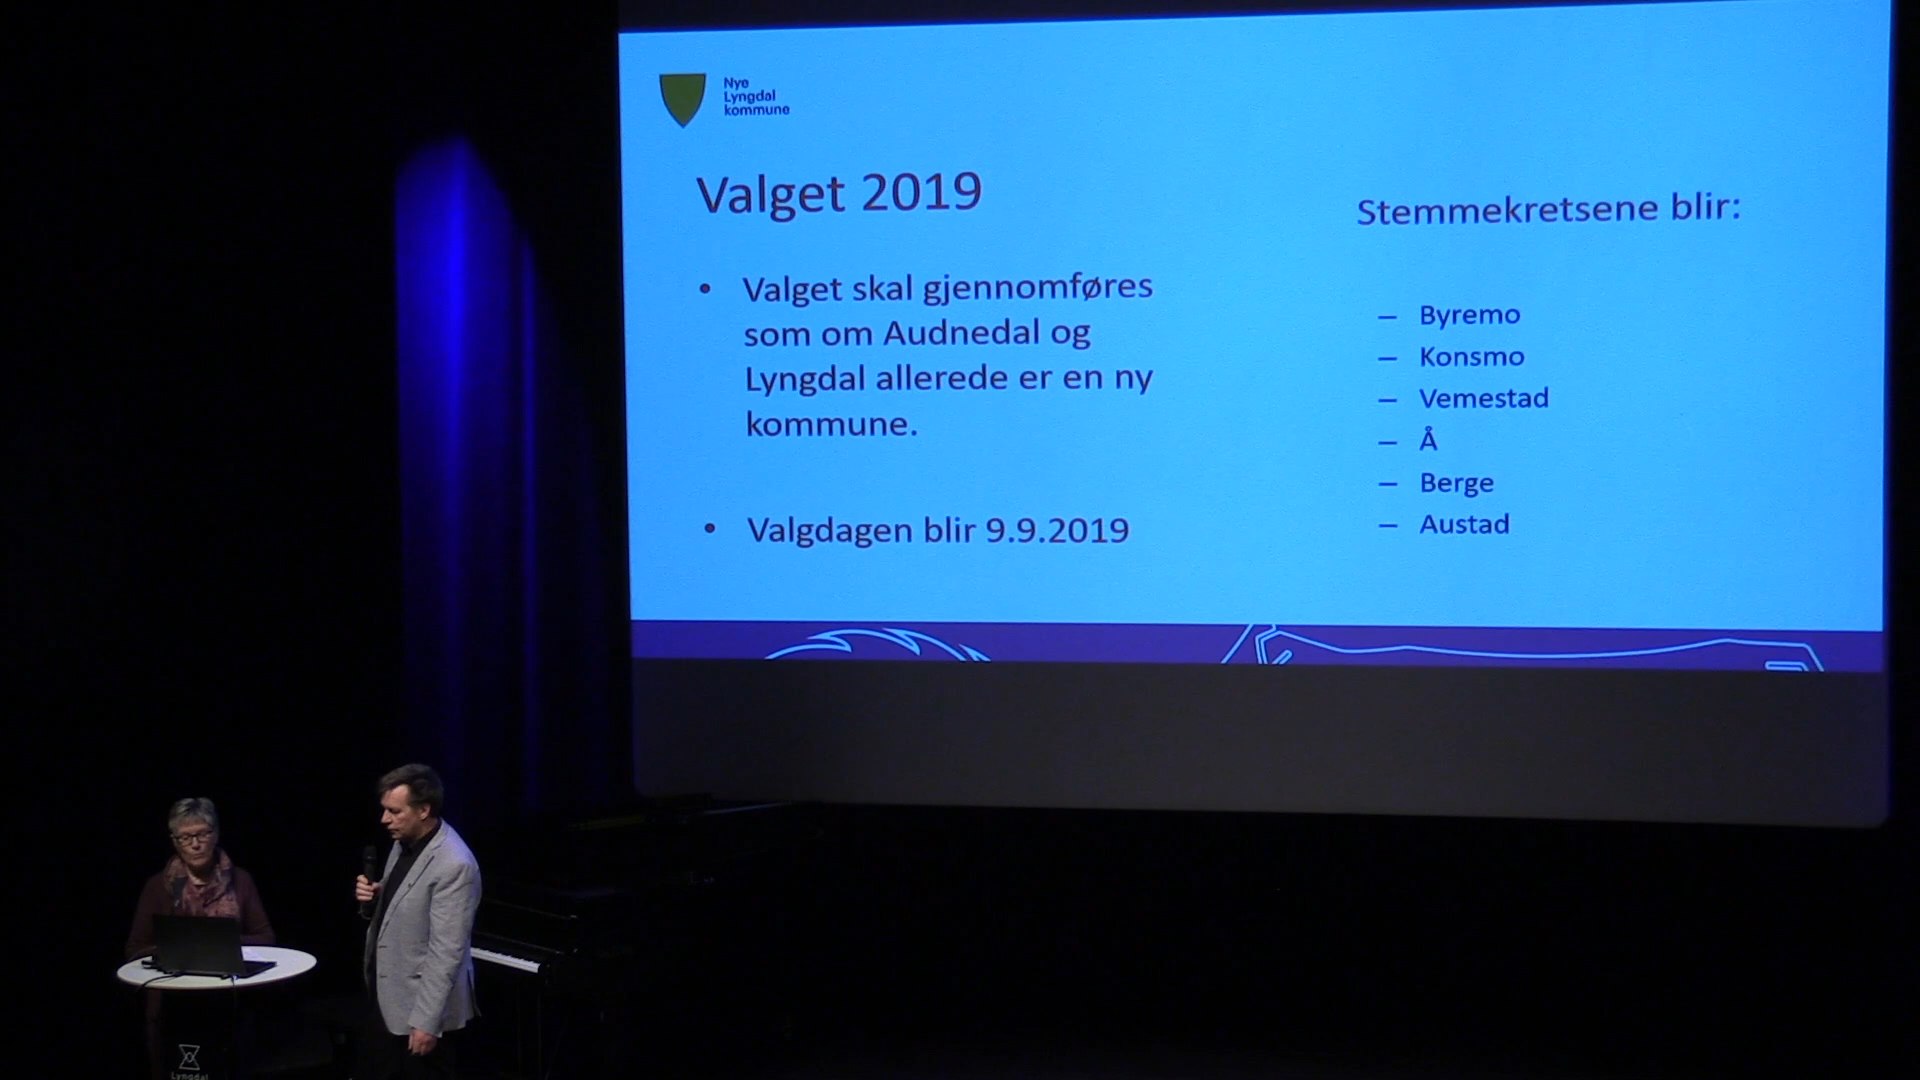 Nye
Lyngdal
kommune
Valget 2019
• Valget skal gjennomføres
som om Audnedal og
Lyngdal allerede er en ny
kommune.
• Valgdagen blir 9.9.2019
Stemmekretsene blir:
– Byremo
– Konsmo
– Vemestad
– Å
– Berge
– Austad
Lyngdal